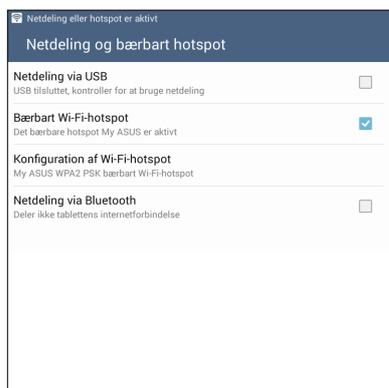 Netdeling eller hotspot er aktivt
Netdeling og bærbart hotspot
Netdeling via USB
USB tilsluttet, kontroller for at bruge netdeling
Bærbart Wi-Fi-hotspot
Det bærbare hotspot My ASUS er aktivt
Konfiguration af Wi-Fi-hotspot
My ASUS WPA2 PSK bærbart Wi-Fi-hotspot
Netdeling via Bluetooth
Deler ikke tablettens internetforbindelse